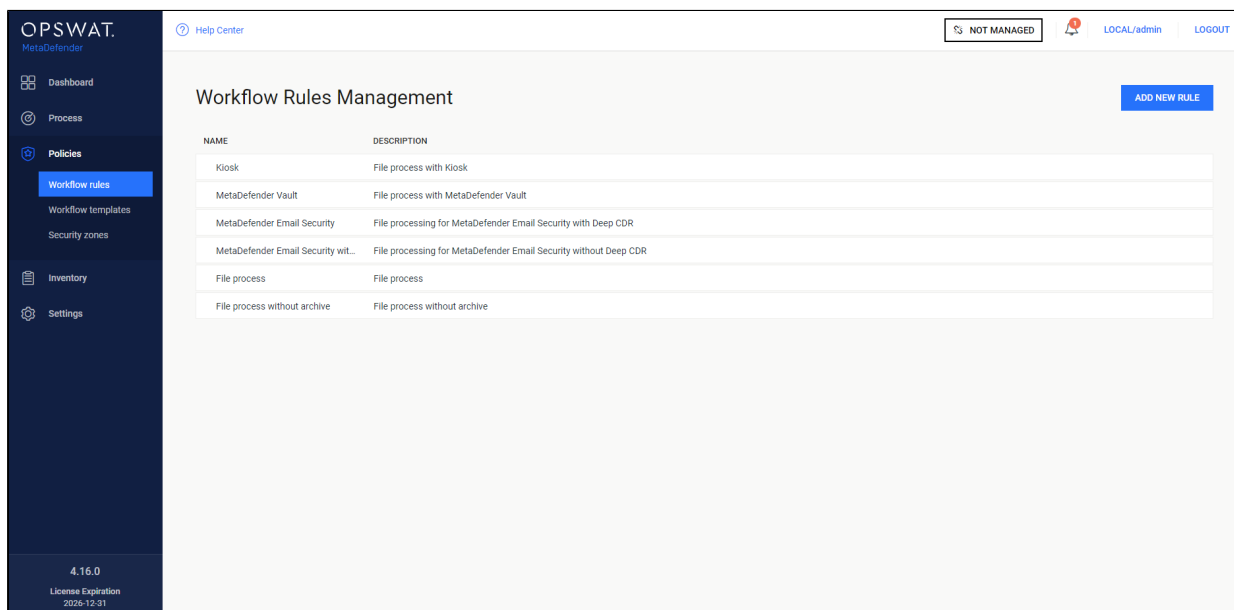 OPSWAT.
MetaDefender
Help Center
NOT MANAGED
1
LOCAL/admin
LOGOUT
Dashboard
Process
Policies
Workflow rules
Workflow templates
Security zones
Inventory
Settings
4.16.0
License Expiration
2026-12-31
Workflow Rules Management
ADD NEW RULE
NAME DESCRIPTION
Kiosk File process with Kiosk
MetaDefender Vault File process with MetaDefender Vault
MetaDefender Email Security File processing for MetaDefender Email Security with Deep CDR
MetaDefender Email Security wit... File processing for MetaDefender Email Security without Deep CDR
File process File process
File process without archive File process without archive